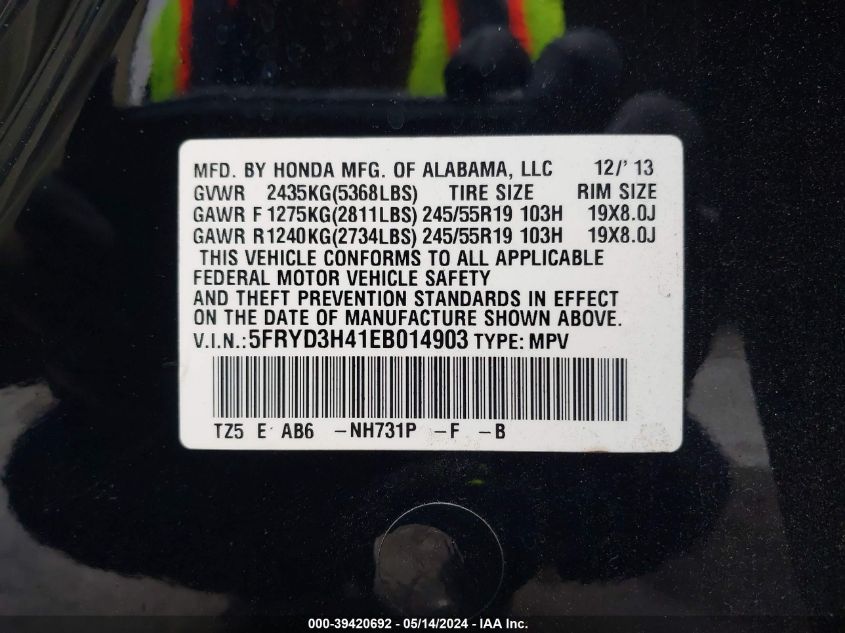 MFD. BY HONDA MFG. OF ALABAMA, LLC 12/' 13
GVWR 2435KG(5368LBS) TIRE SIZE RIM SIZE
GAWR F 1275KG(2811LBS) 245/55R19 103H 19X8.0J
GAWR R 1240KG(2734LBS) 245/55R19 103H 19X8.0J
THIS VEHICLE CONFORMS TO ALL APPLICABLE
FEDERAL MOTOR VEHICLE SAFETY
AND THEFT PREVENTION STANDARDS IN EFFECT
ON THE DATE OF MANUFACTURE SHOWN ABOVE.
V.I.N.:5FRYD3H41EB014903 TYPE: MPV
TZ5 E AB6 -NH731P -F -B
000-39420692 - 05/14/2024 - IAA Inc.